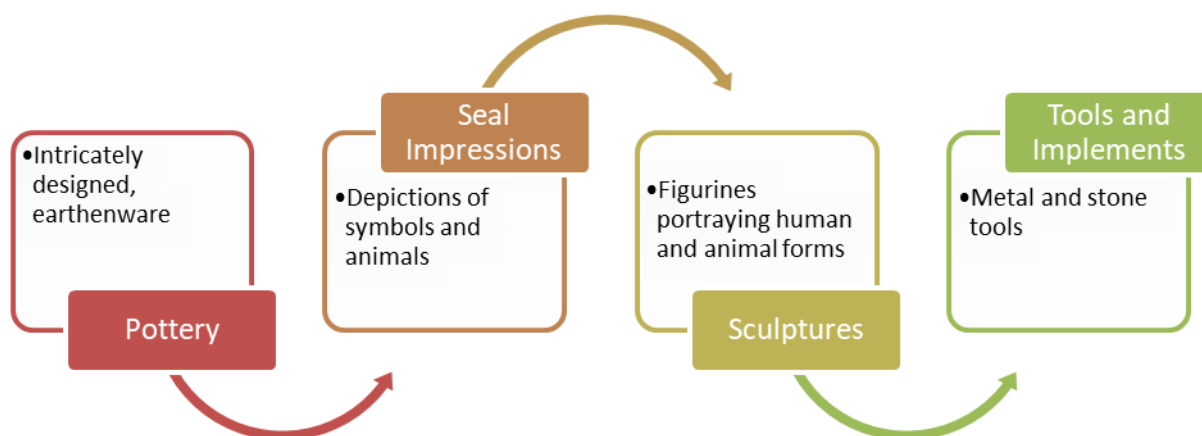 •Intricately
designed,
earthenware
Pottery
Seal
Impressions
•Depictions of
symbols and
animals
•Figurines
portraying human
and animal forms
Sculptures
Tools and
Implements
•Metal and stone
tools